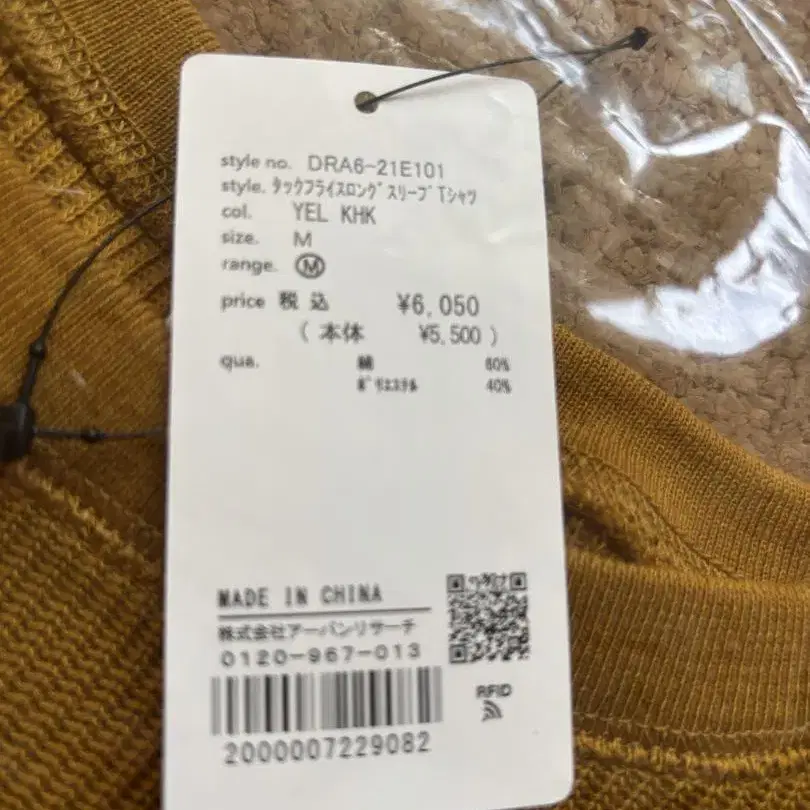 style no. DRA6-21E101
style. ﾀｯｸﾌﾗｲｽﾛﾝｸﾞｽﾘｰﾌﾞTｼｬﾂ
col. YEL KHK
size. M
range. Ⓜ
price 税込 ¥6,050
( 本体 ¥5,500 )
qua. 綿 60%
ﾎﾟﾘｴｽﾃﾙ 40%
MADE IN CHINA
株式会社アーバンリサーチ
0120-967-013
RFID
2000007229082